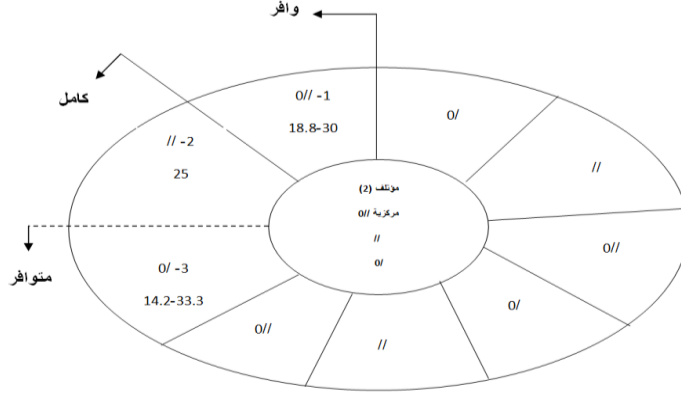 وافر
كامل
متوافر
0// -1
18.8-30
// -2
25
0/ -3
14.2-33.3
0//
//
0/
0//
//
0/
مؤتلف (2)
مركزية //0
//
0/